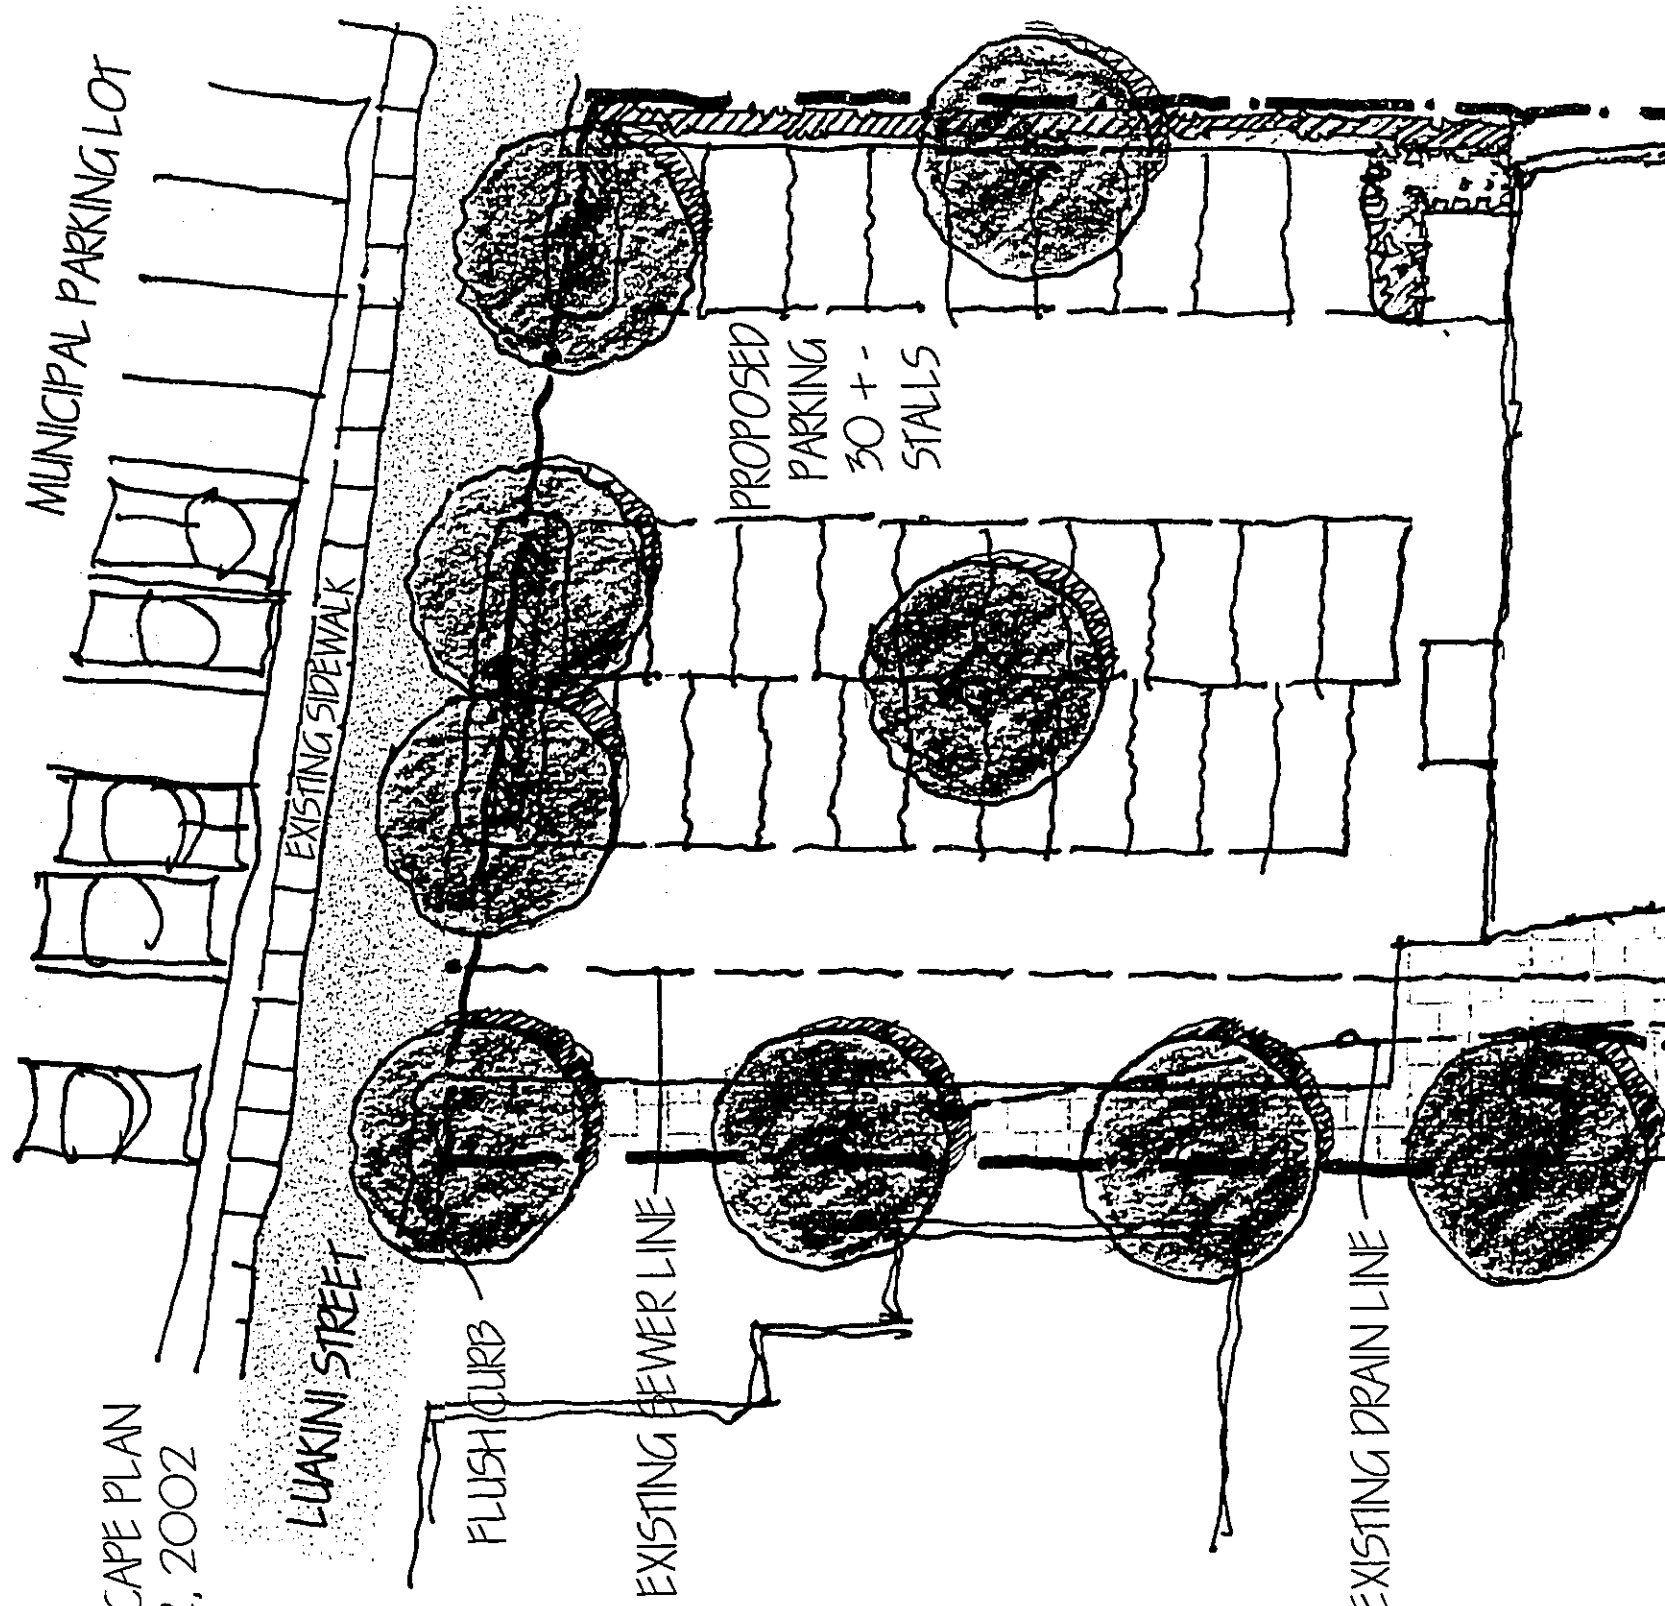 MUNICIPAL PARKING LOT
EXISTING SIDEWALK
LUAKINI STREET
PROPOSED
PARKING
30 + -
STALLS
FLUSH CURB
EXISTING SEWER LINE
EXISTING DRAIN LINE
CAPE PLAN
, 2002